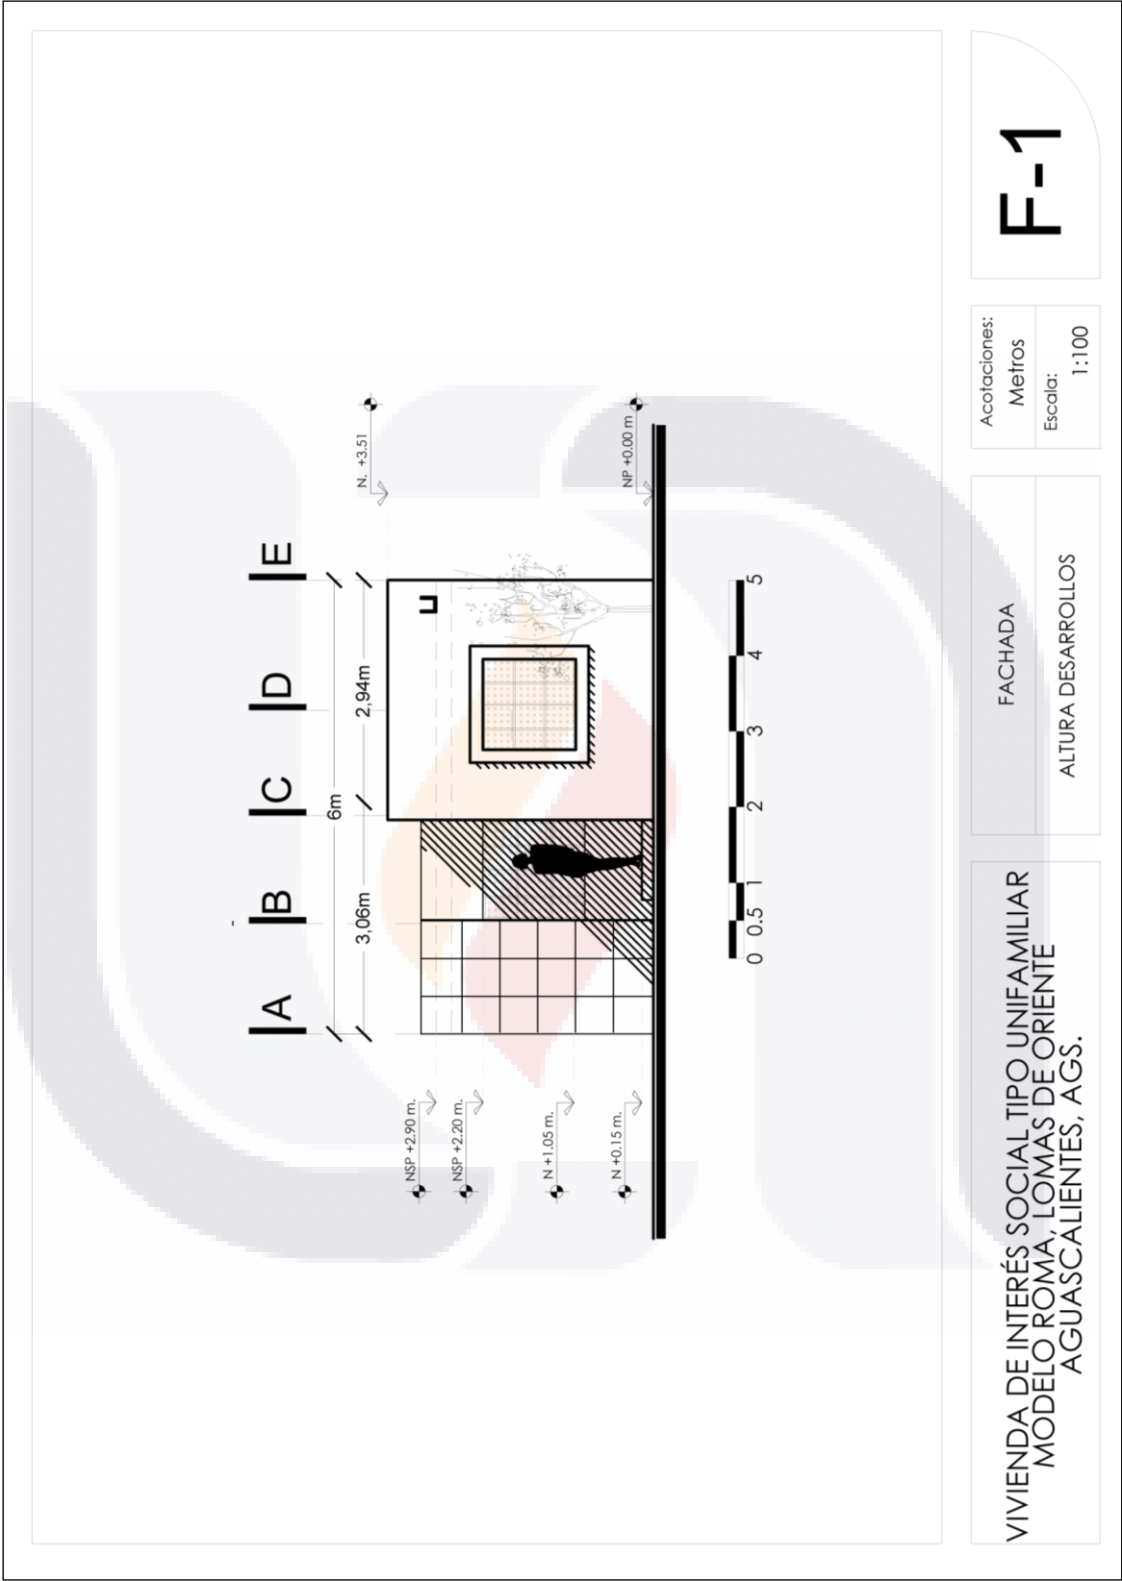 A B C D E
6m
3,06m 2,94m
N. +3.51
NP +0.00 m
NSP +2.90 m.
NSP +2.20 m.
N +1.05 m.
N +0.15 m.
0 0.5 1 2 3 4 5
VIVIENDA DE INTERÉS SOCIAL TIPO UNIFAMILIAR
MODELO ROMA, LOMAS DE ORIENTE
AGUASCALIENTES, AGS.
FACHADA
ALTURA DESARROLLOS
Acotaciones:
Metros
Escala:
1:100
F-1